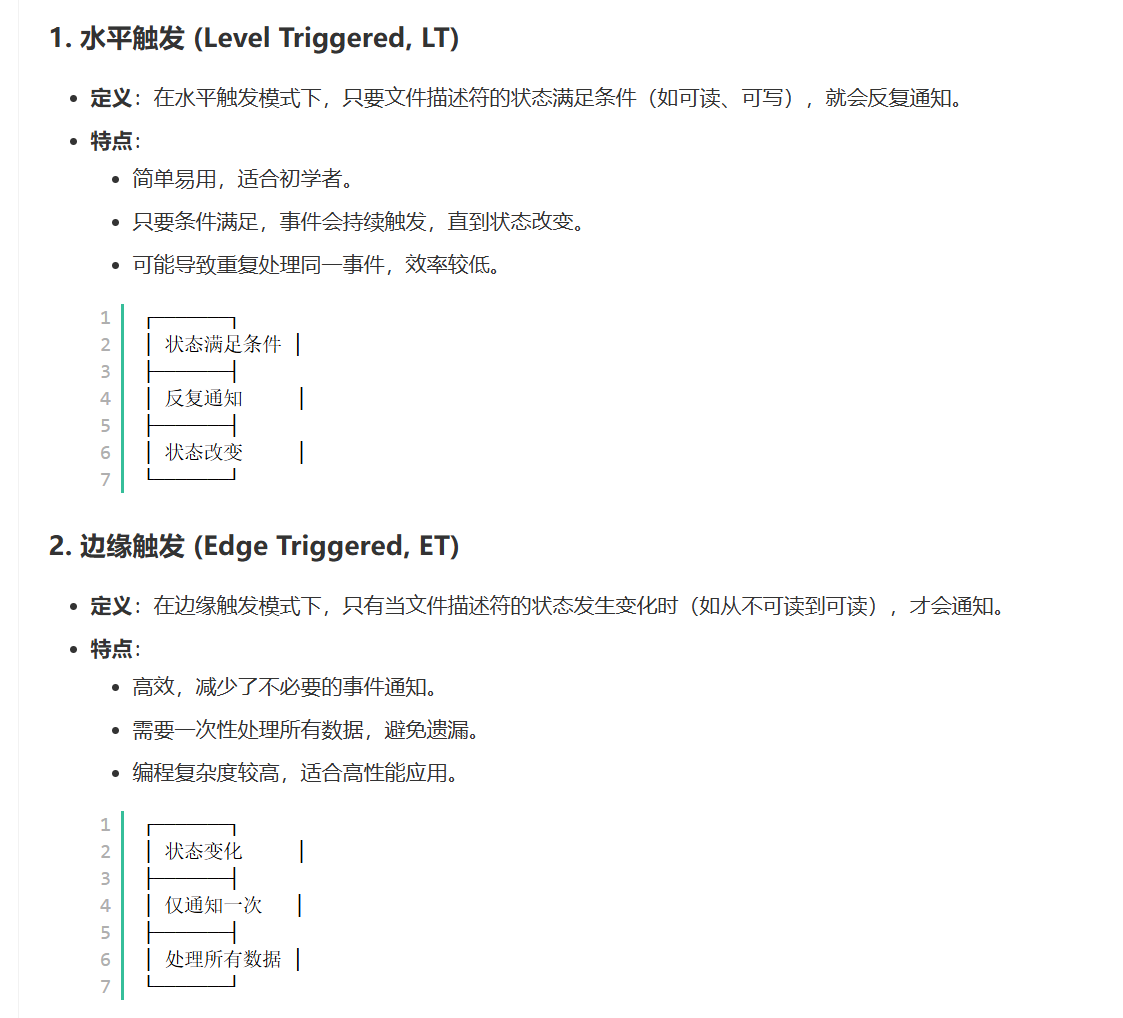 1. 水平触发 (Level Triggered, LT)
定义：在水平触发模式下，只要文件描述符的状态满足条件（如可读、可写），就会反复通知。
特点：
简单易用，适合初学者。
只要条件满足，事件会持续触发，直到状态改变。
可能导致重复处理同一事件，效率较低。
1 ┌──────┐
2 │ 状态满足条件 │
3 ├──────┤
4 │ 反复通知 │
5 ├──────┤
6 │ 状态改变 │
7 └──────┘
2. 边缘触发 (Edge Triggered, ET)
定义：在边缘触发模式下，只有当文件描述符的状态发生变化时（如从不可读到可读），才会通知。
特点：
高效，减少了不必要的事件通知。
需要一次性处理所有数据，避免遗漏。
编程复杂度较高，适合高性能应用。
1 ┌──────┐
2 │ 状态变化 │
3 ├──────┤
4 │ 仅通知一次 │
5 ├──────┤
6 │ 处理所有数据 │
7 └──────┘